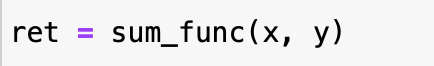 ret = sum_func(x, y)